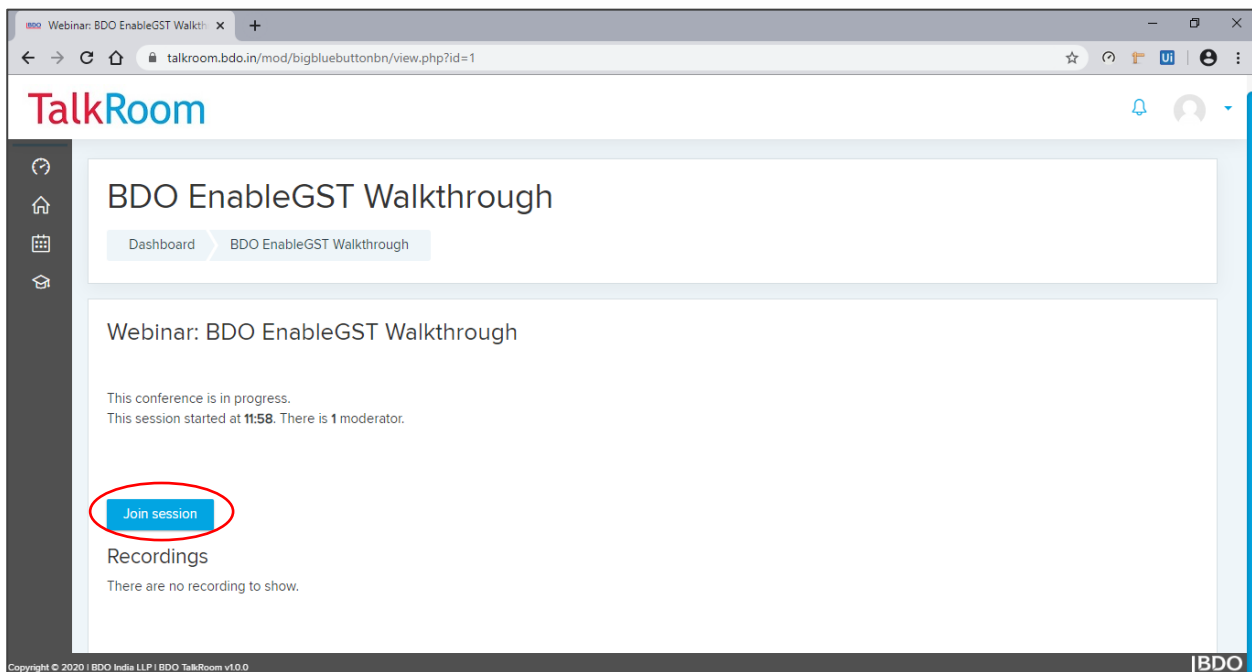 BDO Webinar: BDO EnableGST Walkth
talkroom.bdo.in/mod/bigbluebuttonbn/view.php?id=1
Ui
TalkRoom
BDO EnableGST Walkthrough
Dashboard BDO EnableGST Walkthrough
Webinar: BDO EnableGST Walkthrough
This conference is in progress.
This session started at 11:58. There is 1 moderator.
Join session
Recordings
There are no recording to show.
Copyright © 2020 | BDO India LLP | BDO TalkRoom v1.0.0
BDO